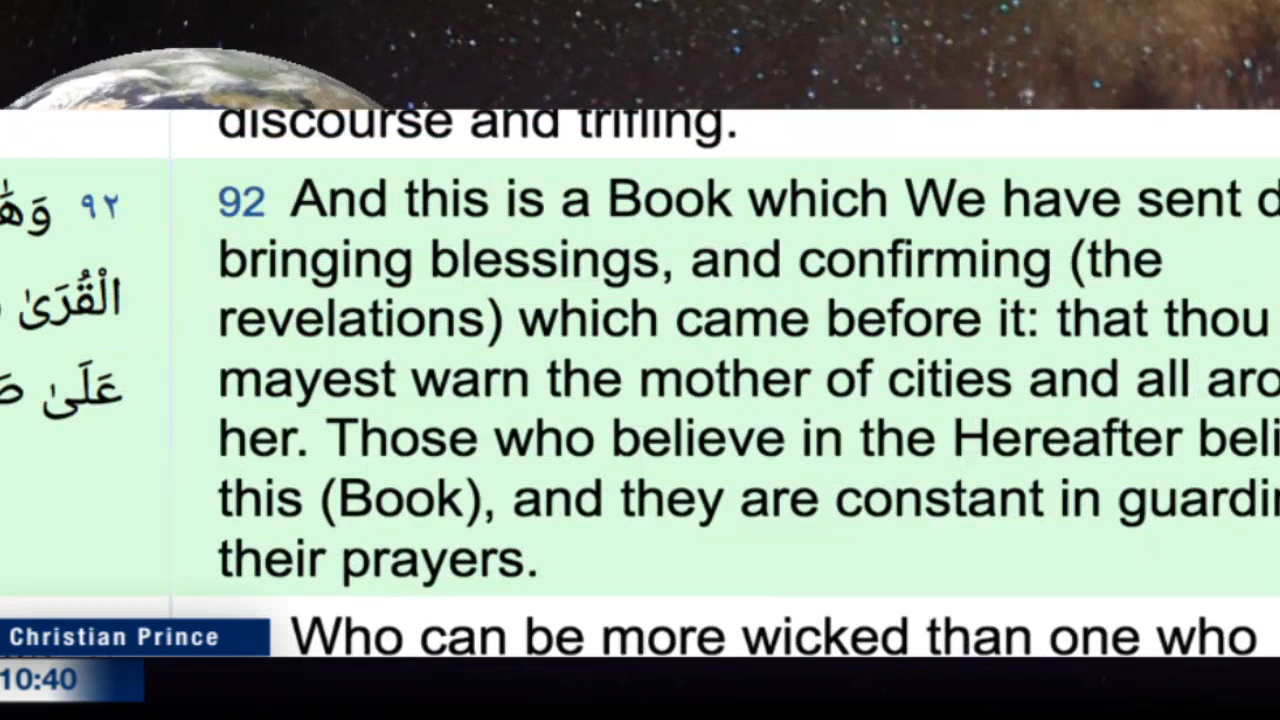 discourse and trifling.
٩٢
الْقُرَىٰ
عَلَىٰ
92 And this is a Book which We have sent
bringing blessings, and confirming (the
revelations) which came before it: that thou
mayest warn the mother of cities and all
her. Those who believe in the Hereafter
this (Book), and they are constant in
their prayers.
Who can be more wicked than one who
Christian Prince
10:40